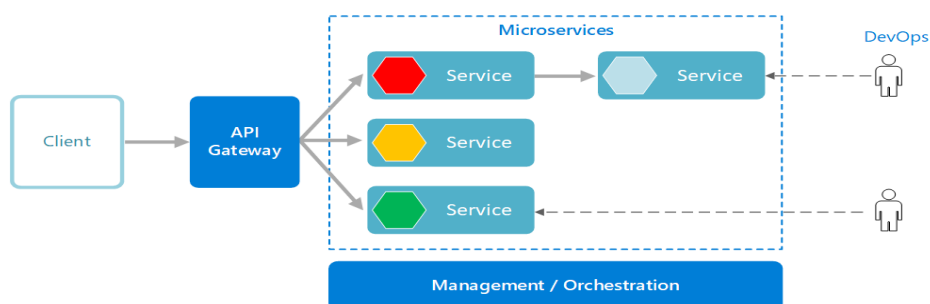 Microservices
DevOps
Service
Service
Client
API
Gateway
Service
Service
Management / Orchestration